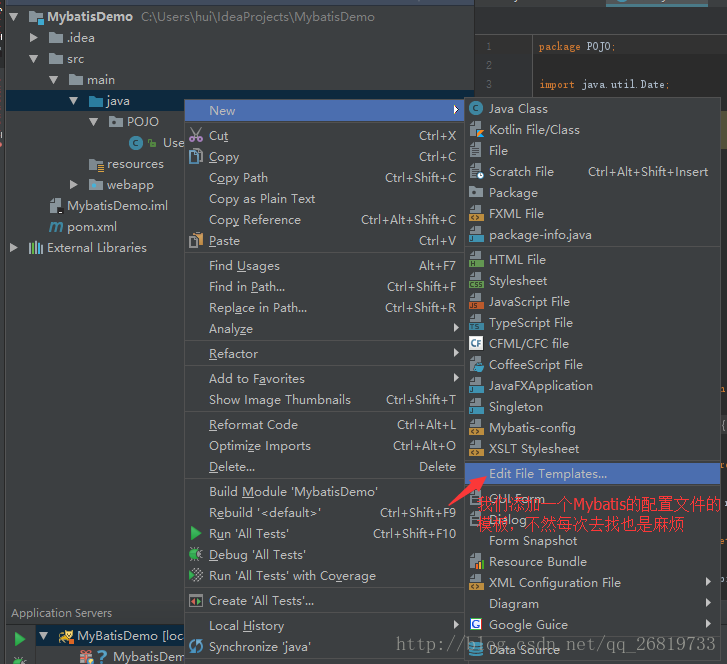 MybatisDemo C:\Users\hui\IdeaProjects\MybatisDemo
.idea
src
main
java
POJO
Use
resources
webapp
MybatisDemo.iml
pom.xml
External Libraries
Application Servers
MyBatisDemo [loc
MybatisDem
1 package POJO;
2
3 import java.util.Date;
New
Cut Ctrl+X
Copy Ctrl+C
Copy Path Ctrl+Shift+C
Copy as Plain Text
Copy Reference Ctrl+Alt+Shift+C
Paste Ctrl+V
Find Usages Alt+F7
Find in Path... Ctrl+Shift+F
Replace in Path... Ctrl+Shift+R
Analyze
Refactor
Add to Favorites
Show Image Thumbnails Ctrl+Shift+T
Reformat Code Ctrl+Alt+L
Optimize Imports Ctrl+Alt+O
Delete... Delete
Build Module 'MybatisDemo'
Rebuild '<default>' Ctrl+Shift+F9
Run 'All Tests' Ctrl+Shift+F10
Debug 'All Tests'
Run 'All Tests' with Coverage
Create 'All Tests'...
Local History
Synchronize 'java'
Java Class
Kotlin File/Class
File
Scratch File Ctrl+Alt+Shift+Insert
Package
FXML File
package-info.java
HTML File
Stylesheet
JavaScript File
TypeScript File
CFML/CFC file
CoffeeScript File
JavaFXApplication
Singleton
Mybatis-config
XSLT Stylesheet
Edit File Templates...
GUI Form
Dialog
Form Snapshot
Resource Bundle
XML Configuration File
Diagram
Google Guice
Data Source
我们添加一个Mybatis的配置文件的
模板，不然每次去找也是麻烦
http://blog.csdn.net/qq_26819733